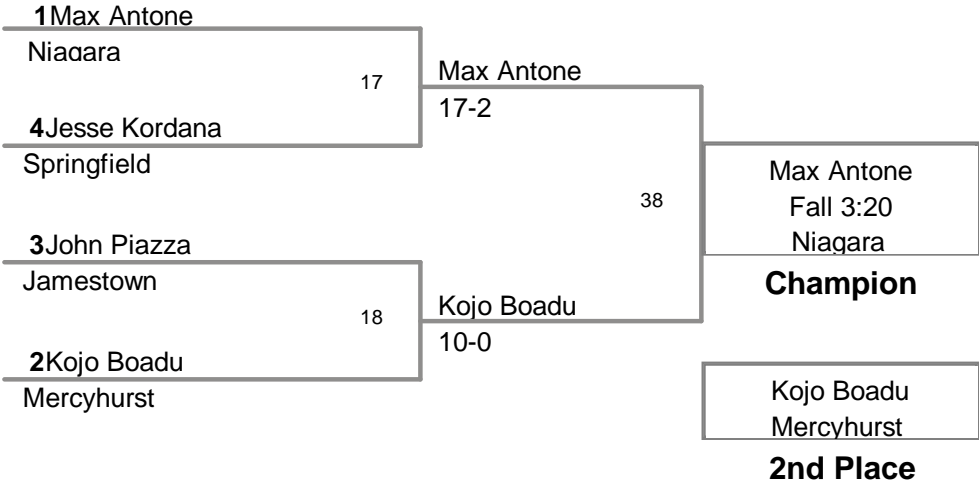 1Max Antone
Niagara
17
4Jesse Kordana
Springfield
Max Antone
17-2
3John Piazza
Jamestown
18
2Kojo Boadu
Mercyhurst
Kojo Boadu
10-0
38
Max Antone
Fall 3:20
Niagara
Champion
Kojo Boadu
Mercyhurst
2nd Place